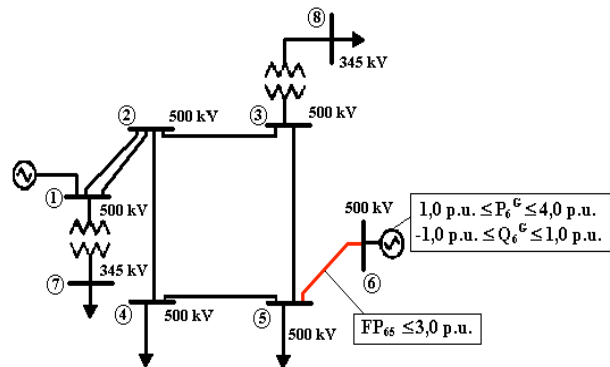 8
345 kV
2
500 kV
3
500 kV
1
500 kV
500 kV
1,0 p.u. ≤P₆ᴳ ≤4,0 p.u.
-1,0 p.u. ≤Q₆ᴳ ≤1,0 p.u.
6
7
345 kV
4
500 kV
5
500 kV
FP₆₅ ≤3,0 p.u.